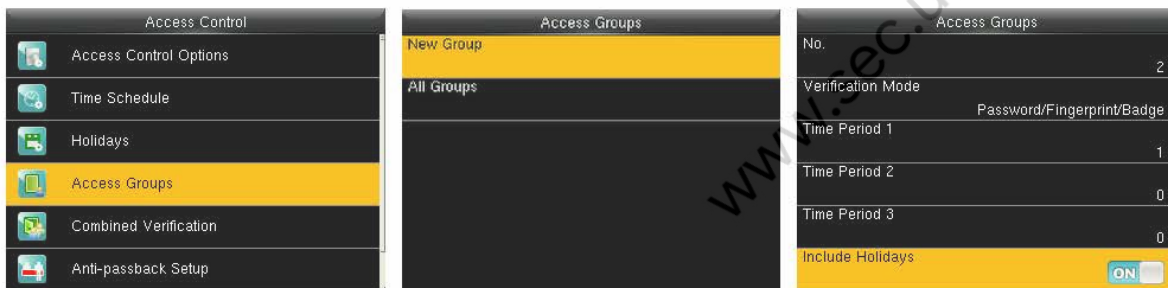 Access Control
Access Control Options
Time Schedule
Holidays
Access Groups
Combined Verification
Anti-passback Setup
Access Groups
New Group
All Groups
Access Groups
No.
2
Verification Mode
Password/Fingerprint/Badge
Time Period 1
1
Time Period 2
0
Time Period 3
0
Include Holidays
ON